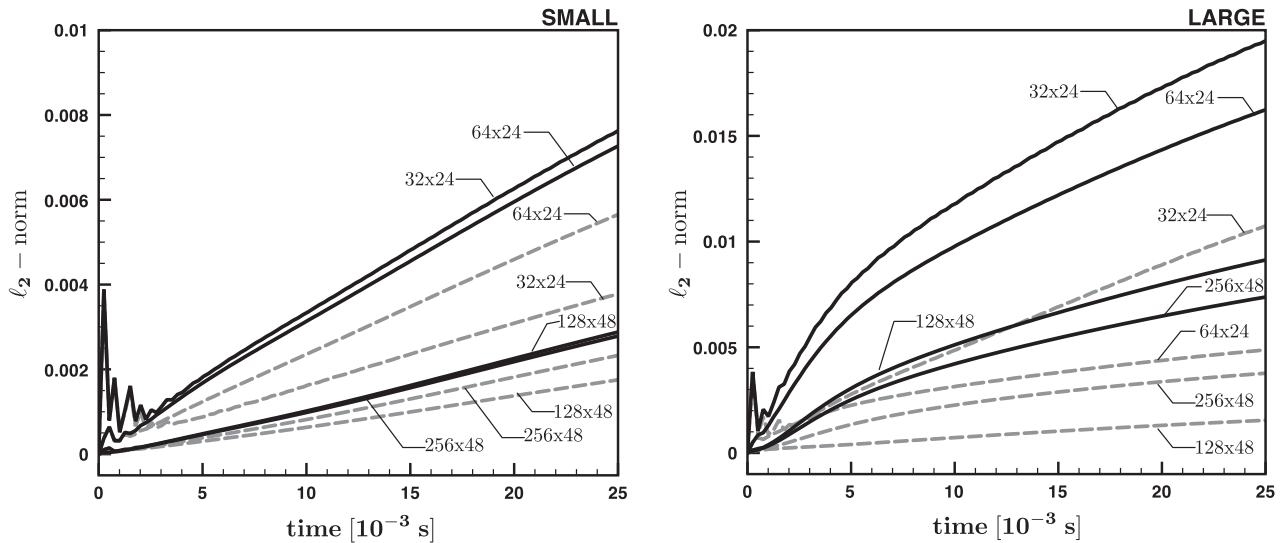 SMALL
0.01
0.008
0.006
0.004
0.002
0
ℓ₂ − norm
64x24
32x24
64x24
32x24
128x48
128x48
256x48
256x48
0
5
10
15
20
25
time [10⁻³ s]
LARGE
0.02
0.015
0.01
0.005
0
ℓ₂ − norm
32x24
64x24
32x24
256x48
128x48
64x24
256x48
128x48
0
5
10
15
20
25
time [10⁻³ s]